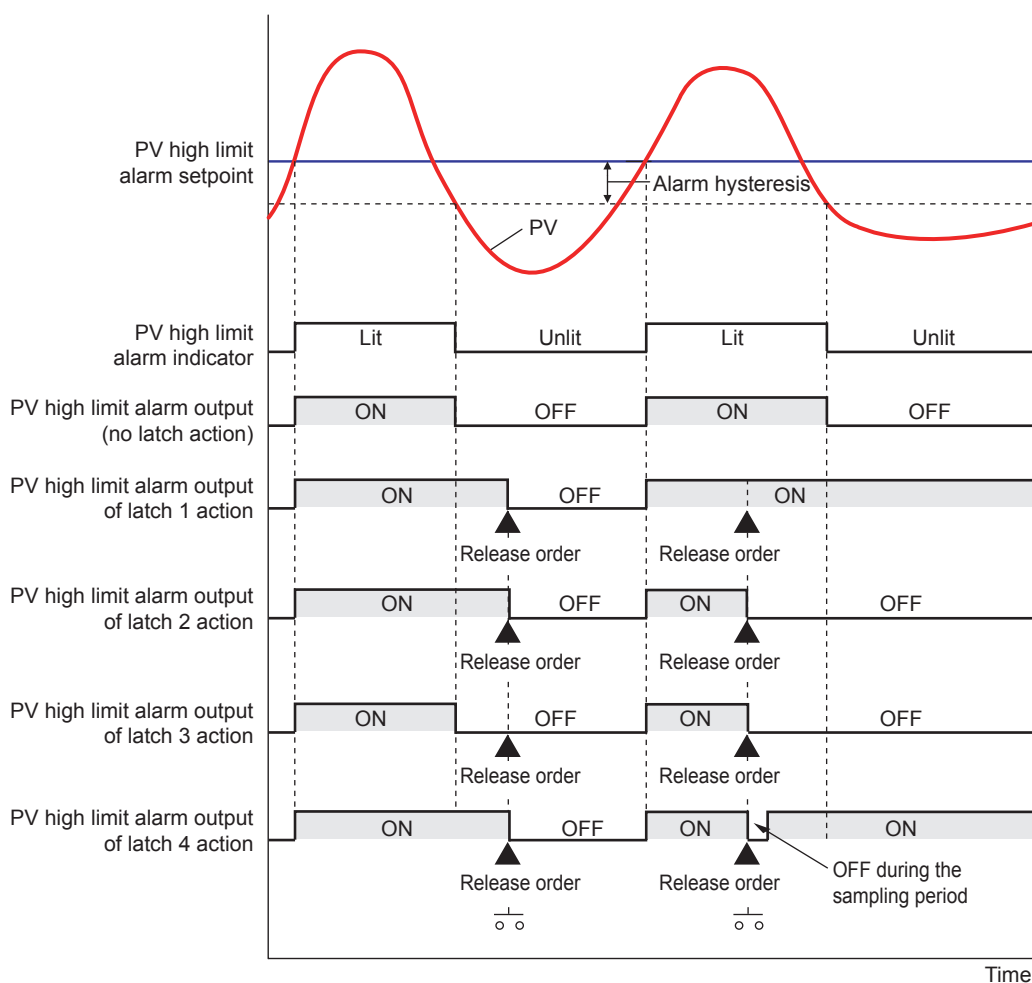 PV high limit
alarm setpoint
Alarm hysteresis
PV
PV high limit
alarm indicator
Lit
Unlit
Lit
Unlit
PV high limit alarm output
(no latch action)
ON
OFF
ON
OFF
PV high limit alarm output
of latch 1 action
ON
OFF
ON
Release order
Release order
PV high limit alarm output
of latch 2 action
ON
OFF
ON
OFF
Release order
Release order
PV high limit alarm output
of latch 3 action
ON
OFF
ON
OFF
Release order
Release order
PV high limit alarm output
of latch 4 action
ON
OFF
ON
ON
Release order
Release order
OFF during the
sampling period
Time